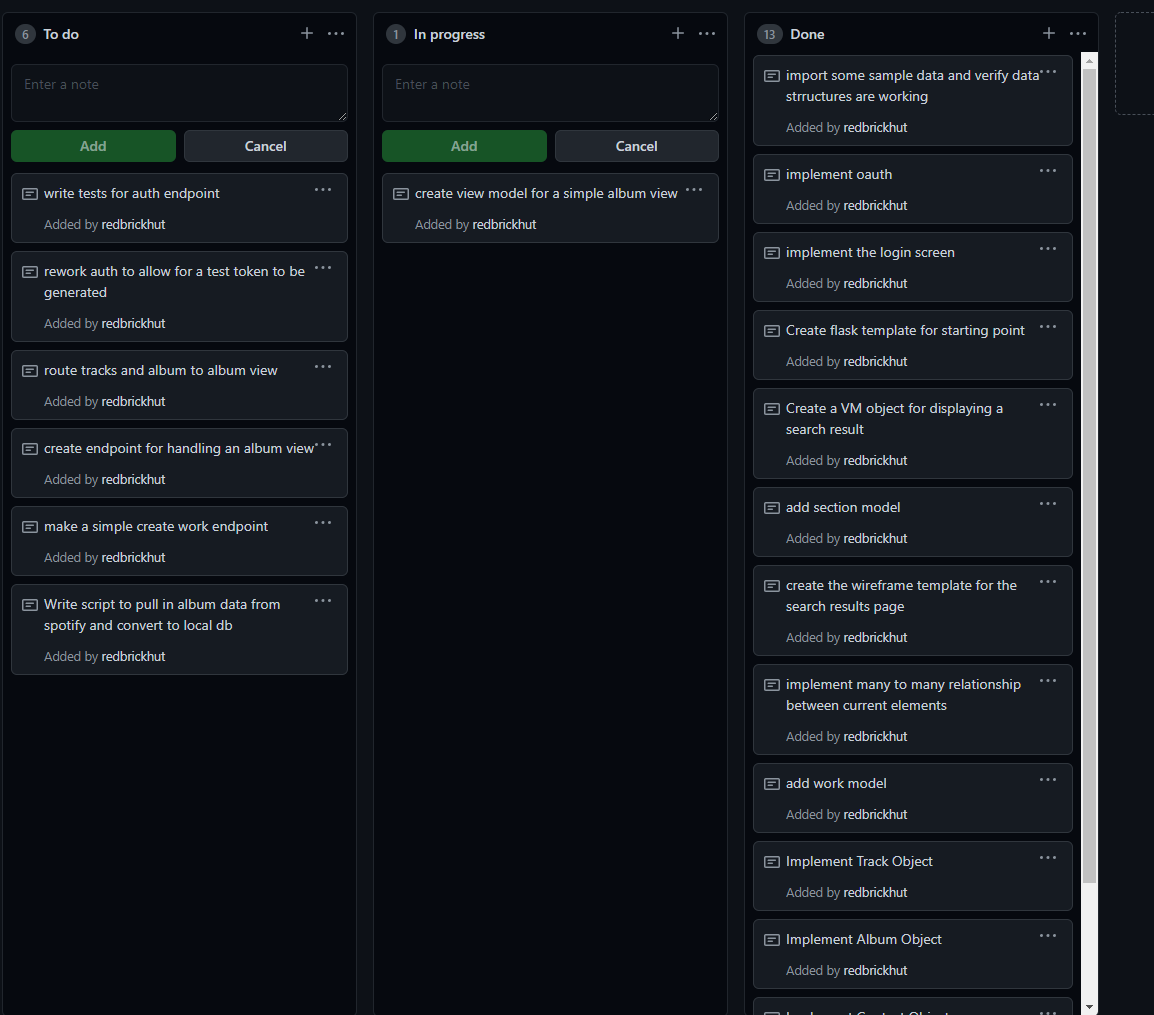 6 To do
Enter a note
Add Cancel
write tests for auth endpoint
Added by redbrickhut
rework auth to allow for a test token to be
generated
Added by redbrickhut
route tracks and album to album view
Added by redbrickhut
create endpoint for handling an album view
Added by redbrickhut
make a simple create work endpoint
Added by redbrickhut
Write script to pull in album data from
spotify and convert to local db
Added by redbrickhut
1 In progress
Enter a note
Add Cancel
create view model for a simple album view
Added by redbrickhut
13 Done
import some sample data and verify data
strructures are working
Added by redbrickhut
implement oauth
Added by redbrickhut
implement the login screen
Added by redbrickhut
Create flask template for starting point
Added by redbrickhut
Create a VM object for displaying a
search result
Added by redbrickhut
add section model
Added by redbrickhut
create the wireframe template for the
search results page
Added by redbrickhut
implement many to many relationship
between current elements
Added by redbrickhut
add work model
Added by redbrickhut
Implement Track Object
Added by redbrickhut
Implement Album Object
Added by redbrickhut